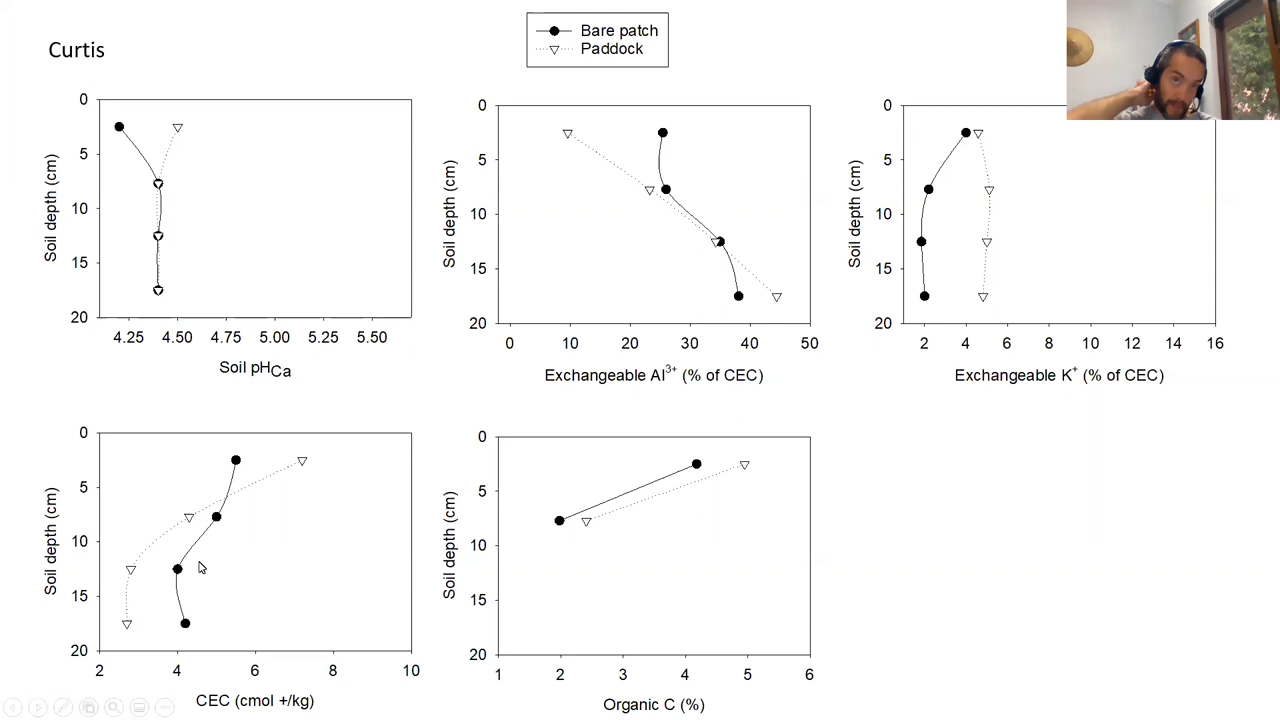 Curtis
Bare patch
Paddock
0
5
10
15
20
Soil depth (cm)
4.25 4.50 4.75 5.00 5.25 5.50
Soil pHCa
0
5
10
15
20
Soil depth (cm)
0 10 20 30 40 50
Exchangeable Al³⁺ (% of CEC)
0
5
10
15
20
Soil depth (cm)
2 4 6 8 10 12 14 16
Exchangeable K⁺ (% of CEC)
0
5
10
15
20
Soil depth (cm)
2 4 6 8 10
CEC (cmol +/kg)
0
5
10
15
20
Soil depth (cm)
1 2 3 4 5 6
Organic C (%)